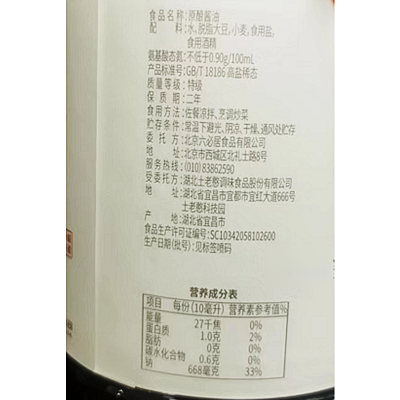 食品名称:原酿酱油
配料:水,脱脂大豆,小麦,食用盐,
食用酒精
氨基酸态氮:不低于0.90g/100mL
产品标准号:GB/T 18186 高盐稀态
质量等级:特级
保质期:二年
食用方法:佐餐凉拌、烹调炒菜
贮存条件:常温下避光,阴凉、干燥、通风处贮存
委托方:北京六必居食品有限公司
地址:北京市西城区北礼士路8号
服务热线:(010)83862590
受委托方:湖北土老憨调味食品股份有限公司
地址:湖北省宜昌市宜都市宜红大道666号
土老憨科技园
产地:湖北省宜昌市
食品生产许可证编号:SC10342058102600
生产日期(批号):见标签喷码
营养成分表
项目 每份(10毫升) 营养素参考值%
能量 27千焦 0%
蛋白质 1.0克 2%
脂肪 0克 0%
碳水化合物 0.6克 0%
钠 668毫克 33%